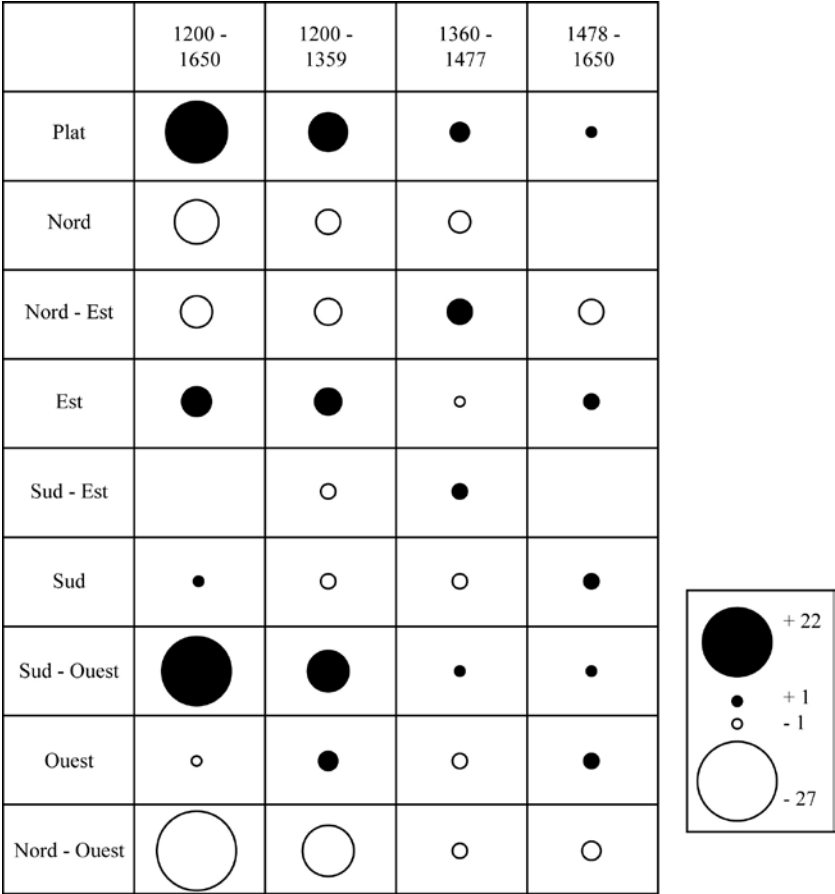 1200 -
1650
1200 -
1359
1360 -
1477
1478 -
1650
Plat
Nord
Nord - Est
Est
Sud - Est
Sud
Sud - Ouest
Ouest
Nord - Ouest
+ 22
+ 1
- 1
- 27